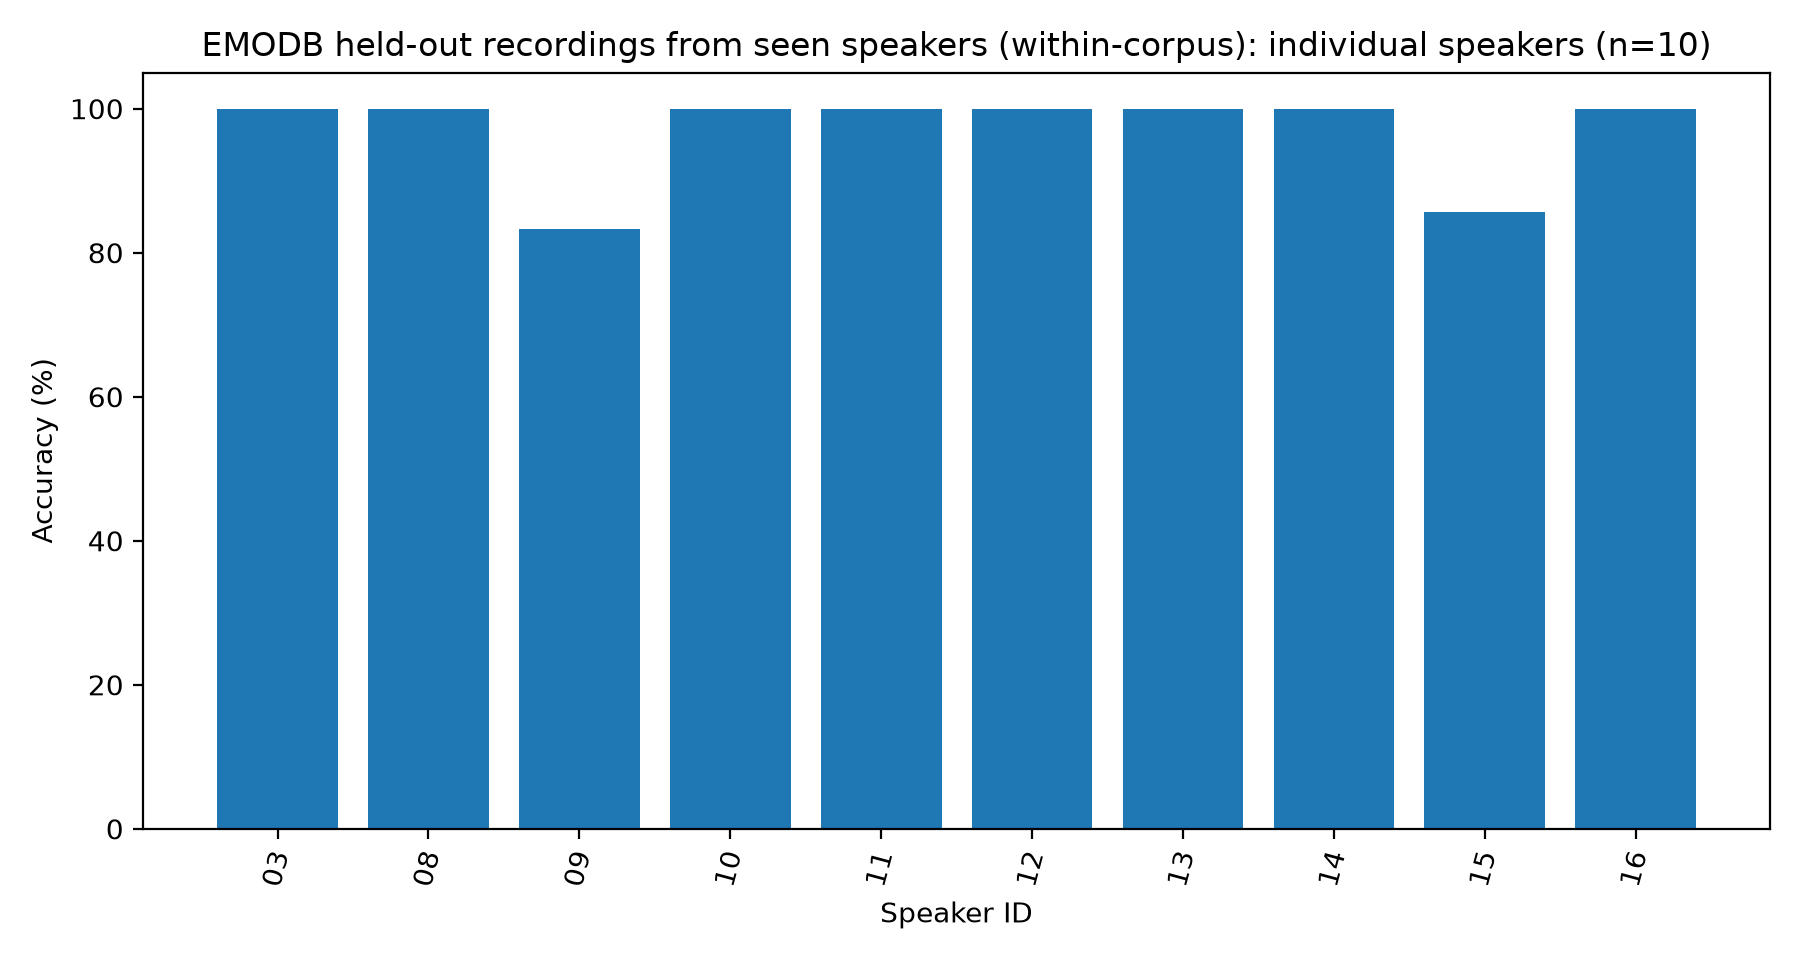 EMODB held-out recordings from seen speakers (within-corpus): individual speakers (n=10)
Accuracy (%)
100
80
60
40
20
0
03 08 09 10 11 12 13 14 15 16
Speaker ID